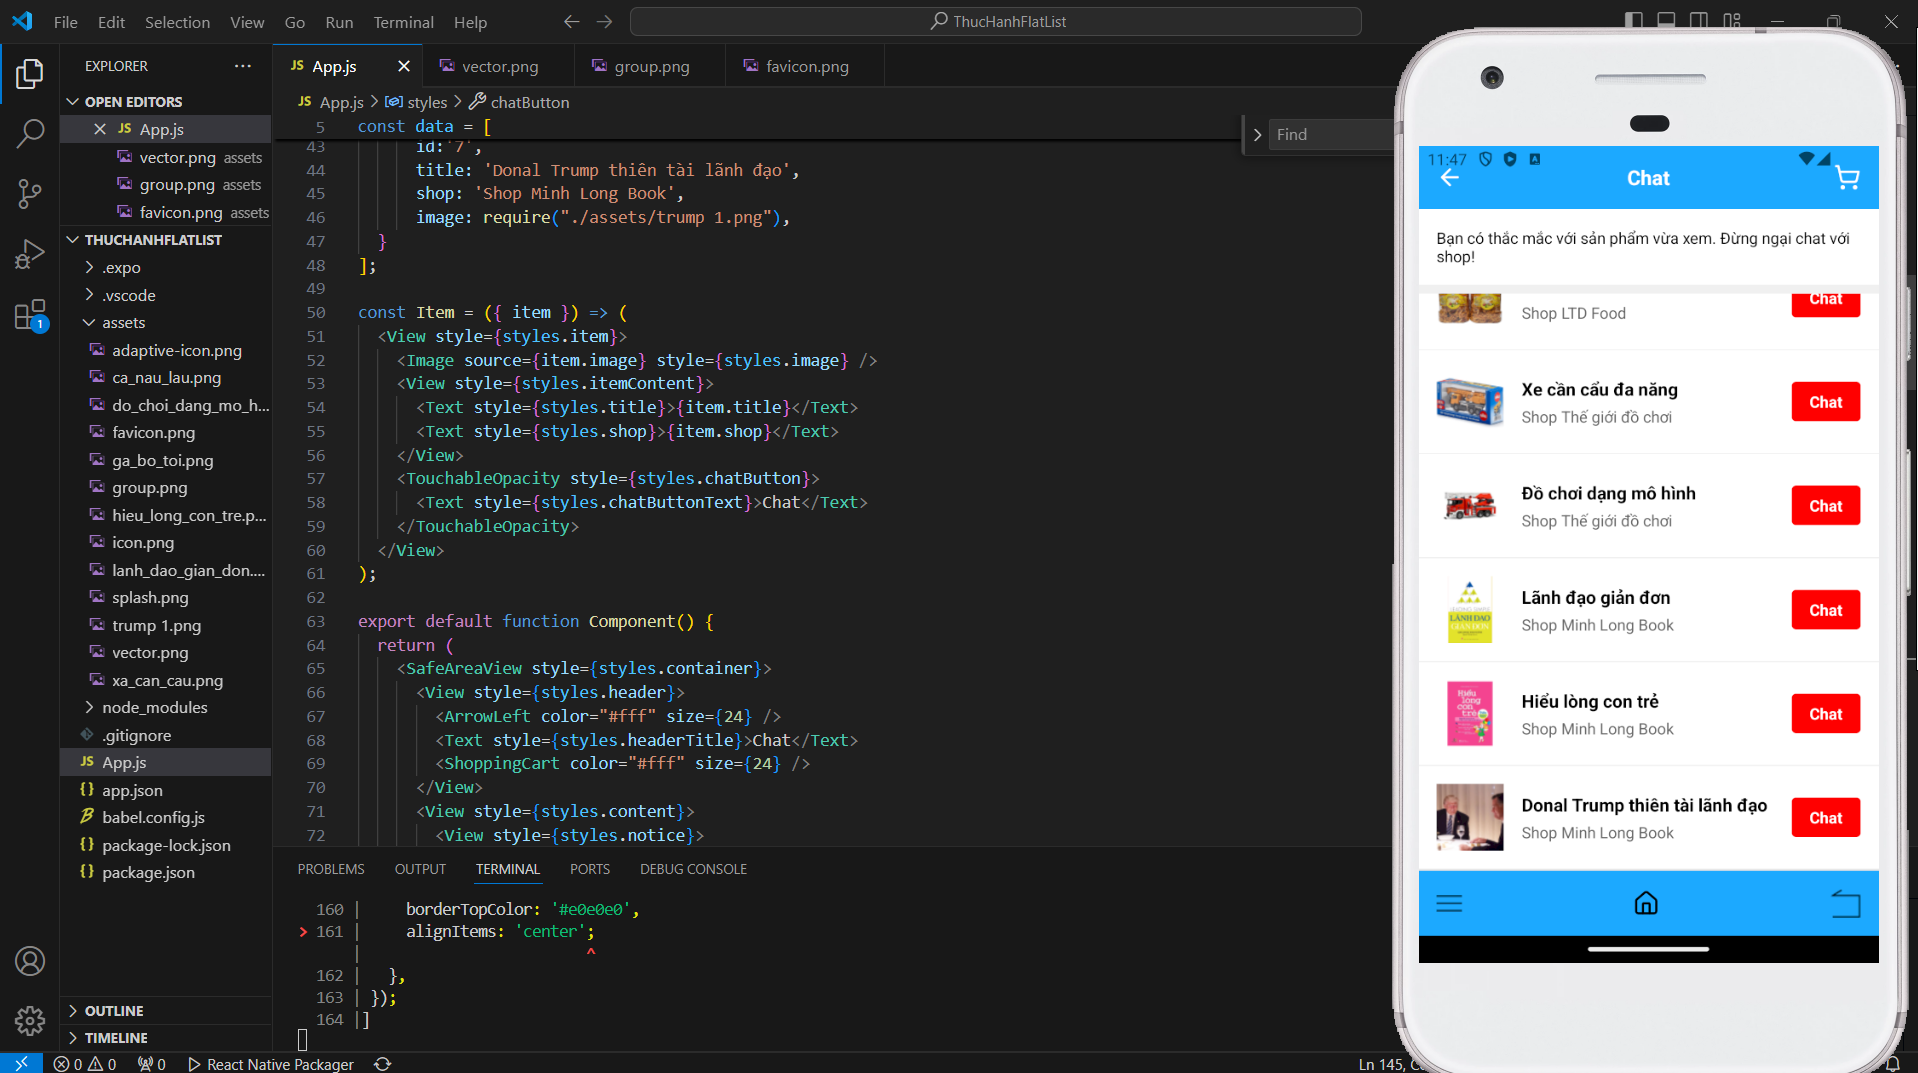 File Edit Selection View Go Run Terminal Help
ThucHanhFlatList
EXPLORER
OPEN EDITORS
JS App.js
vector.png assets
group.png assets
favicon.png assets
THUCHANHFLATLIST
.expo
.vscode
assets
adaptive-icon.png
ca_nau_lau.png
do_choi_dang_mo_h...
favicon.png
ga_bo_toi.png
group.png
hieu_long_con_tre.p...
icon.png
lanh_dao_gian_don....
splash.png
trump 1.png
vector.png
xa_can_cau.png
node_modules
.gitignore
JS App.js
{} app.json
babel.config.js
{} package-lock.json
{} package.json
OUTLINE
TIMELINE
1
JS App.js vector.png group.png favicon.png
JS App.js > styles > chatButton
Find
5 const data = [
43 id: '7',
44 title: 'Donal Trump thiên tài lãnh đạo',
45 shop: 'Shop Minh Long Book',
46 image: require("./assets/trump 1.png"),
47 }
48 ];
49
50 const Item = ({ item }) => (
51 <View style={styles.item}>
52 <Image source={item.image} style={styles.image} />
53 <View style={styles.itemContent}>
54 <Text style={styles.title}>{item.title}</Text>
55 <Text style={styles.shop}>{item.shop}</Text>
56 </View>
57 <TouchableOpacity style={styles.chatButton}>
58 <Text style={styles.chatButtonText}>Chat</Text>
59 </TouchableOpacity>
60 </View>
61 );
62
63 export default function Component() {
64 return (
65 <SafeAreaView style={styles.container}>
66 <View style={styles.header}>
67 <ArrowLeft color="#fff" size={24} />
68 <Text style={styles.headerTitle}>Chat</Text>
69 <ShoppingCart color="#fff" size={24} />
70 </View>
71 <View style={styles.content}>
72 <View style={styles.notice}>
PROBLEMS OUTPUT TERMINAL PORTS DEBUG CONSOLE
160 | borderTopColor: '#e0e0e0',
> 161 | alignItems: 'center';
| ^
162 | },
163 | });
164 |]
0 0 0 React Native Packager
Ln 145,
11:47
Chat
Bạn có thắc mắc với sản phẩm vừa xem. Đừng ngại chat với
shop!
Shop LTD Food
Chat
Xe cần cẩu đa năng
Shop Thế giới đồ chơi
Chat
Đồ chơi dạng mô hình
Shop Thế giới đồ chơi
Chat
LÃNH ĐẠO
GIẢN ĐƠN
Lãnh đạo giản đơn
Shop Minh Long Book
Chat
Hiểu
lòng
con
trẻ
Hiểu lòng con trẻ
Shop Minh Long Book
Chat
Donal Trump thiên tài lãnh đạo
Shop Minh Long Book
Chat